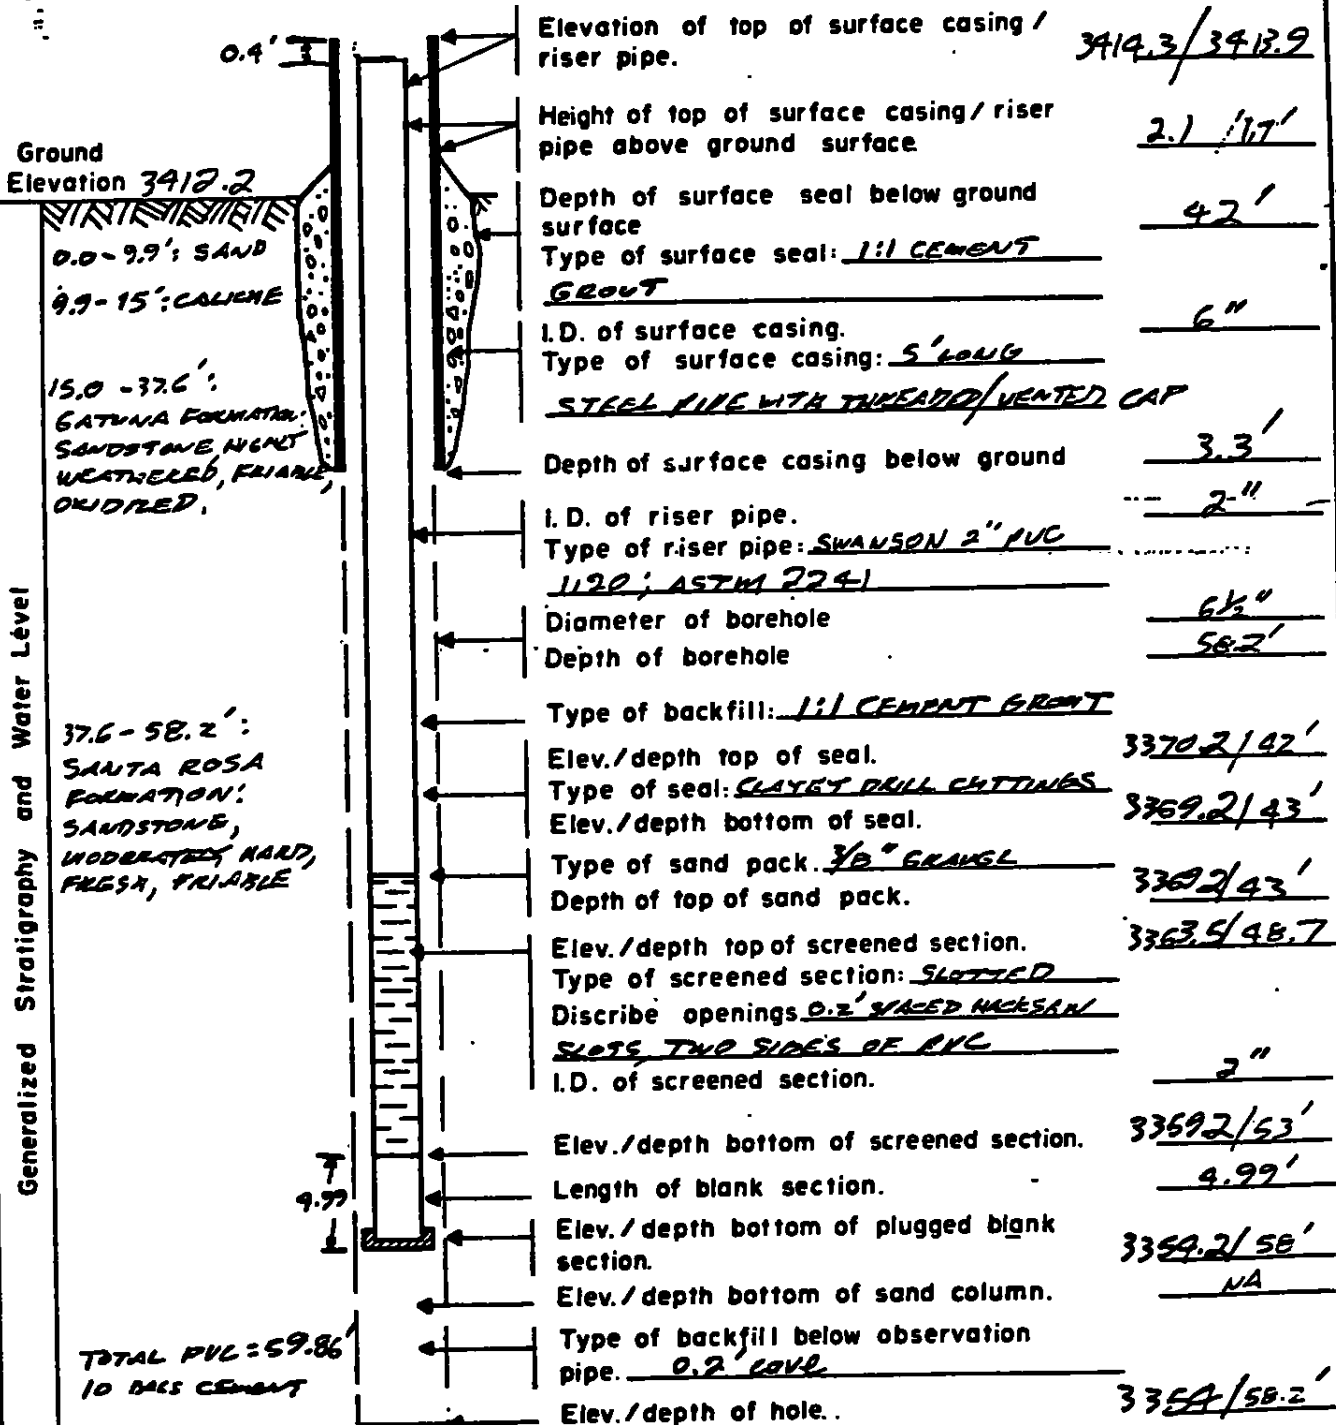 0.4'
Elevation of top of surface casing /
riser pipe.
3414.3/3413.9
Height of top of surface casing / riser
pipe above ground surface
2.1 /1.7'
Ground
Elevation 3412.2
Depth of surface seal below ground
surface
42'
Type of surface seal: 1:1 CEMENT
GROUT
0.0-9.9': SAND
9.9-15': CALICHE
I.D. of surface casing.
6"
Type of surface casing: 5' LONG
STEEL PIPE WITH THREADED/VENTED CAP
15.0-37.6':
GATUNA FORMATION:
SANDSTONE, HIGHLY
WEATHERED, FRIABLE,
OXIDIZED.
Depth of surface casing below ground
3.3'
I.D. of riser pipe.
2"
Type of riser pipe: SWANSON 2" PVC
1120; ASTM 2241
Diameter of borehole
6½"
Depth of borehole
58.2'
Generalized Stratigraphy and Water Level
37.6-58.2':
SANTA ROSA
FORMATION:
SANDSTONE,
MODERATELY HARD,
FRESH, FRIABLE
Type of backfill: 1:1 CEMENT GROUT
Elev./depth top of seal.
3370.2/42'
Type of seal: CLAYEY DRILL CUTTINGS
Elev./depth bottom of seal.
3369.2/43'
Type of sand pack. 3/8" GRAVEL
Depth of top of sand pack.
3369.2/43'
Elev./depth top of screened section.
3363.5/48.7
Type of screened section: SLOTTED
Discribe openings 0.2' SPACED HACKSAW
SLOTS, TWO SIDES OF PVC
I.D. of screened section.
2"
Elev./depth bottom of screened section.
3359.2/53'
4.99
Length of blank section.
4.99'
Elev./depth bottom of plugged blank
section.
3354.2/58'
Elev./depth bottom of sand column.
NA
Type of backfill below observation
pipe. 0.2' cave
TOTAL PVC = 59.86'
10 BAGS CEMENT
Elev./depth of hole..
3354/58.2'